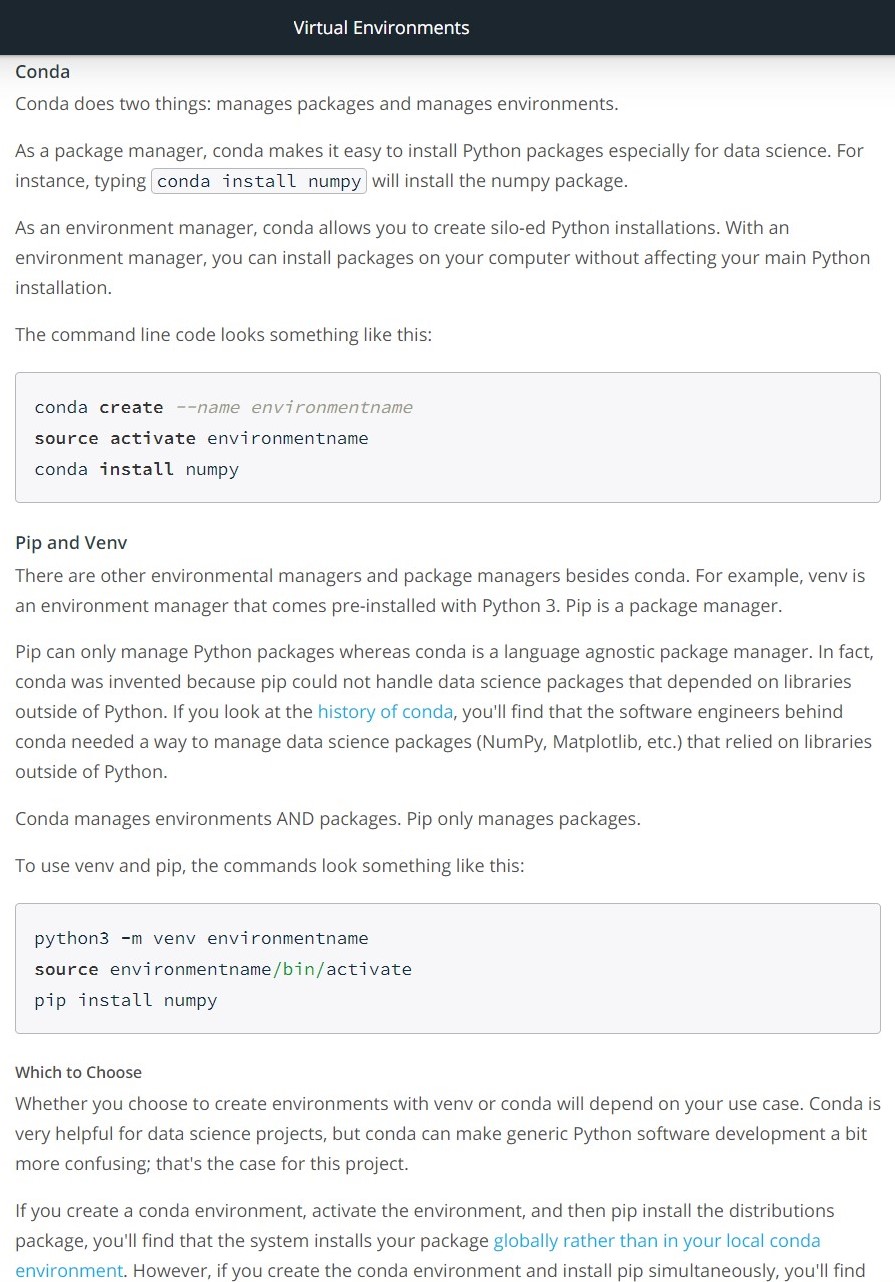 Virtual Environments
Conda
Conda does two things: manages packages and manages environments.
As a package manager, conda makes it easy to install Python packages especially for data science. For
instance, typing conda install numpy will install the numpy package.
As an environment manager, conda allows you to create silo-ed Python installations. With an
environment manager, you can install packages on your computer without affecting your main Python
installation.
The command line code looks something like this:
conda create --name environmentname
source activate environmentname
conda install numpy
Pip and Venv
There are other environmental managers and package managers besides conda. For example, venv is
an environment manager that comes pre-installed with Python 3. Pip is a package manager.
Pip can only manage Python packages whereas conda is a language agnostic package manager. In fact,
conda was invented because pip could not handle data science packages that depended on libraries
outside of Python. If you look at the history of conda, you'll find that the software engineers behind
conda needed a way to manage data science packages (NumPy, Matplotlib, etc.) that relied on libraries
outside of Python.
Conda manages environments AND packages. Pip only manages packages.
To use venv and pip, the commands look something like this:
python3 -m venv environmentname
source environmentname/bin/activate
pip install numpy
Which to Choose
Whether you choose to create environments with venv or conda will depend on your use case. Conda is
very helpful for data science projects, but conda can make generic Python software development a bit
more confusing; that's the case for this project.
If you create a conda environment, activate the environment, and then pip install the distributions
package, you'll find that the system installs your package globally rather than in your local conda
environment. However, if you create the conda environment and install pip simultaneously, you'll find